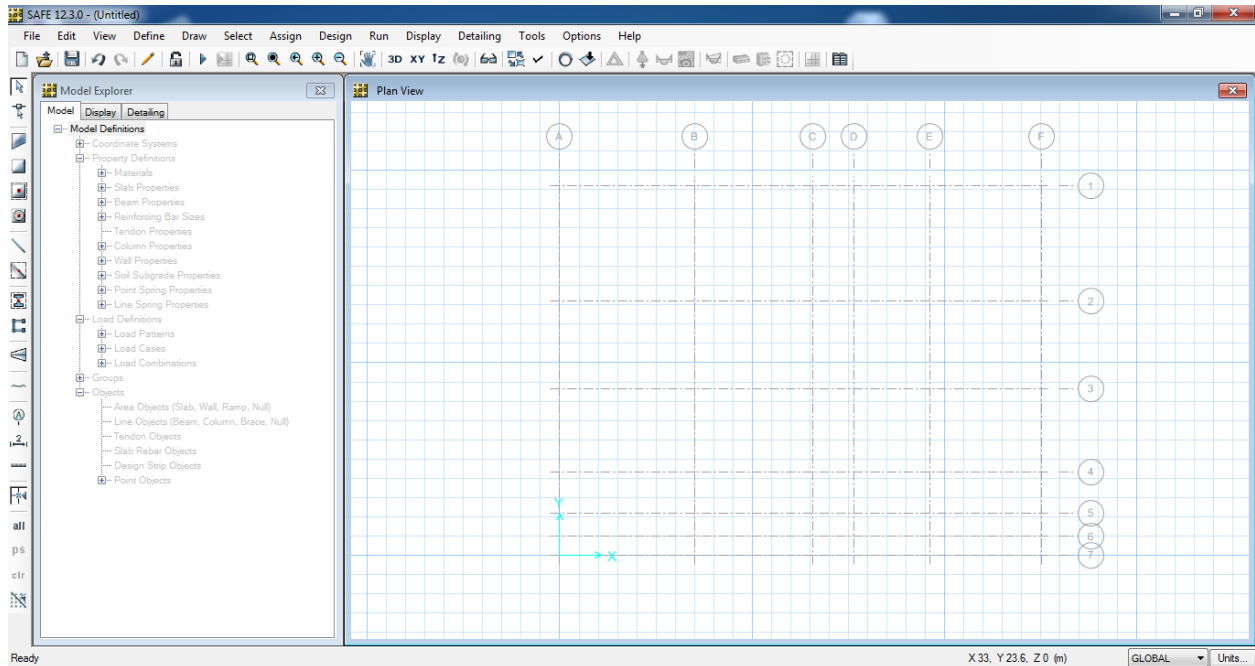 SAFE 12.3.0 - (Untitled)
File Edit View Define Draw Select Assign Design Run Display Detailing Tools Options Help
3D XY ↑Z
Model Explorer
Model Display Detailing
Model Definitions
Coordinate Systems
Property Definitions
Materials
Slab Properties
Beam Properties
Reinforcing Bar Sizes
Tendon Properties
Column Properties
Wall Properties
Soil Subgrade Properties
Point Spring Properties
Line Spring Properties
Load Definitions
Load Patterns
Load Cases
Load Combinations
Groups
Objects
Area Objects (Slab, Wall, Ramp, Null)
Line Objects (Beam, Column, Brace, Null)
Tendon Objects
Slab Rebar Objects
Design Strip Objects
Point Objects
A
2
all
ps
clr
Plan View
A B C D E F
1
2
3
4
Y
5
6
X
7
Ready
X 33, Y 23.6, Z 0 (m)
GLOBAL
Units...